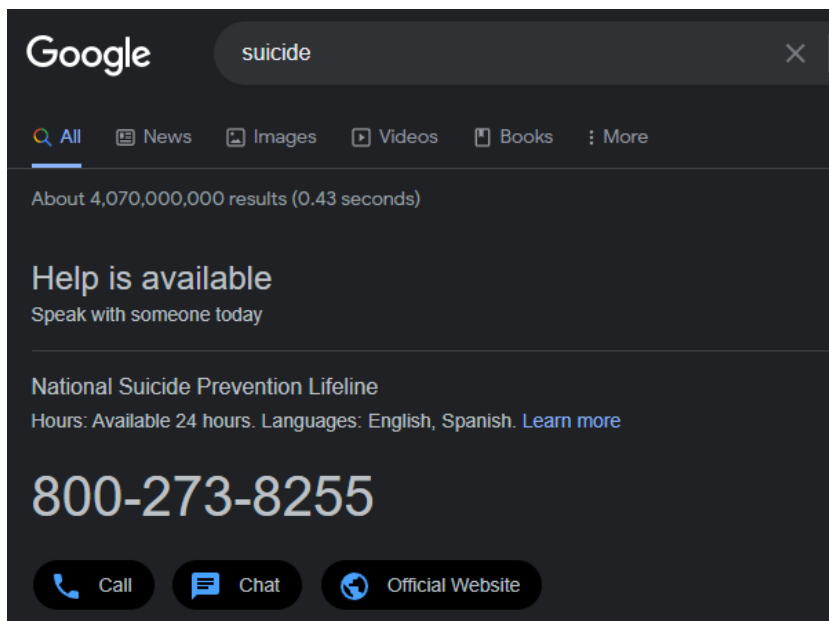 Google suicide
All News Images Videos Books More
About 4,070,000,000 results (0.43 seconds)
Help is available
Speak with someone today
National Suicide Prevention Lifeline
Hours: Available 24 hours. Languages: English, Spanish. Learn more
800-273-8255
Call Chat Official Website